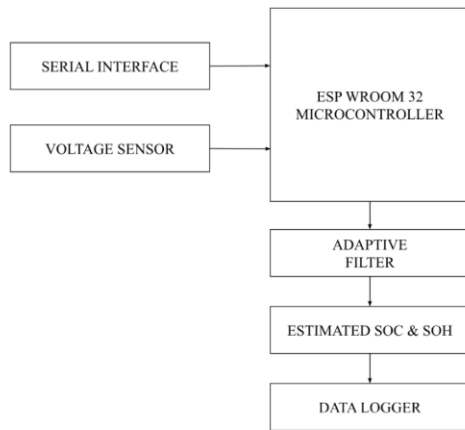 SERIAL INTERFACE
ESP WROOM 32
MICROCONTROLLER
VOLTAGE SENSOR
ADAPTIVE
FILTER
ESTIMATED SOC & SOH
DATA LOGGER